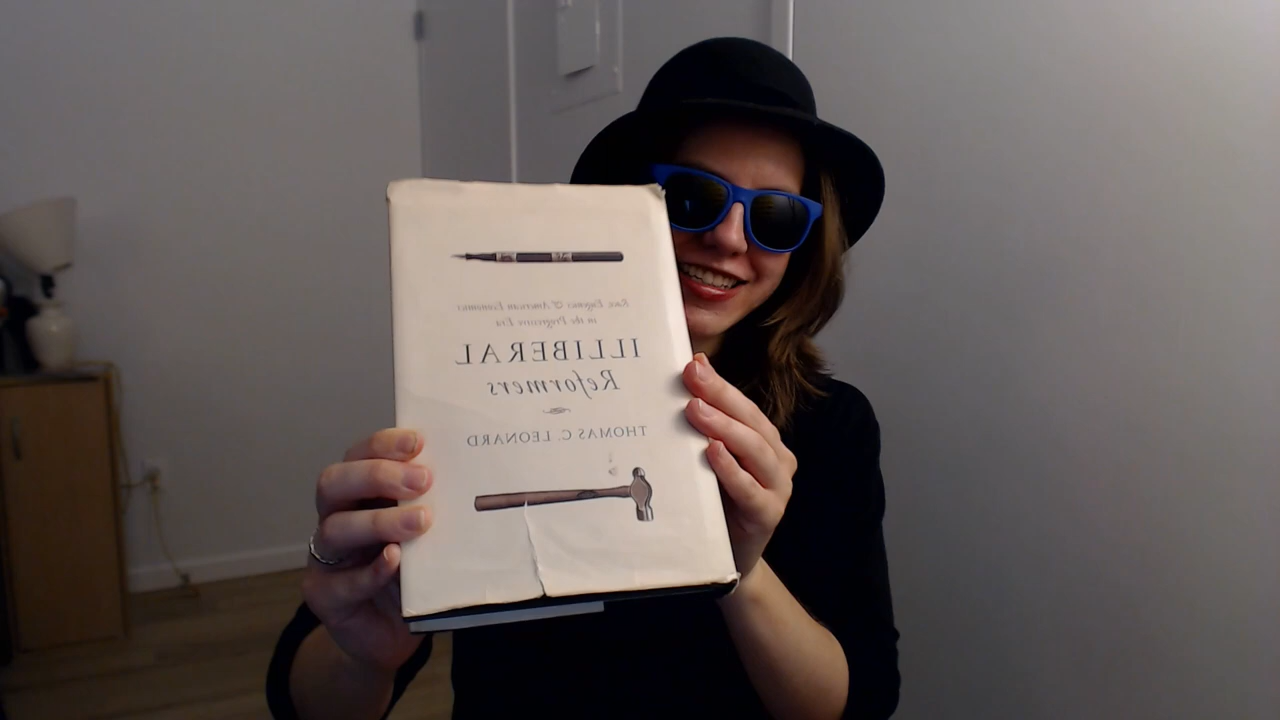 Race, Eugenics & American Economics
in the Progressive Era
ILLIBERAL
Reformers
THOMAS C. LEONARD